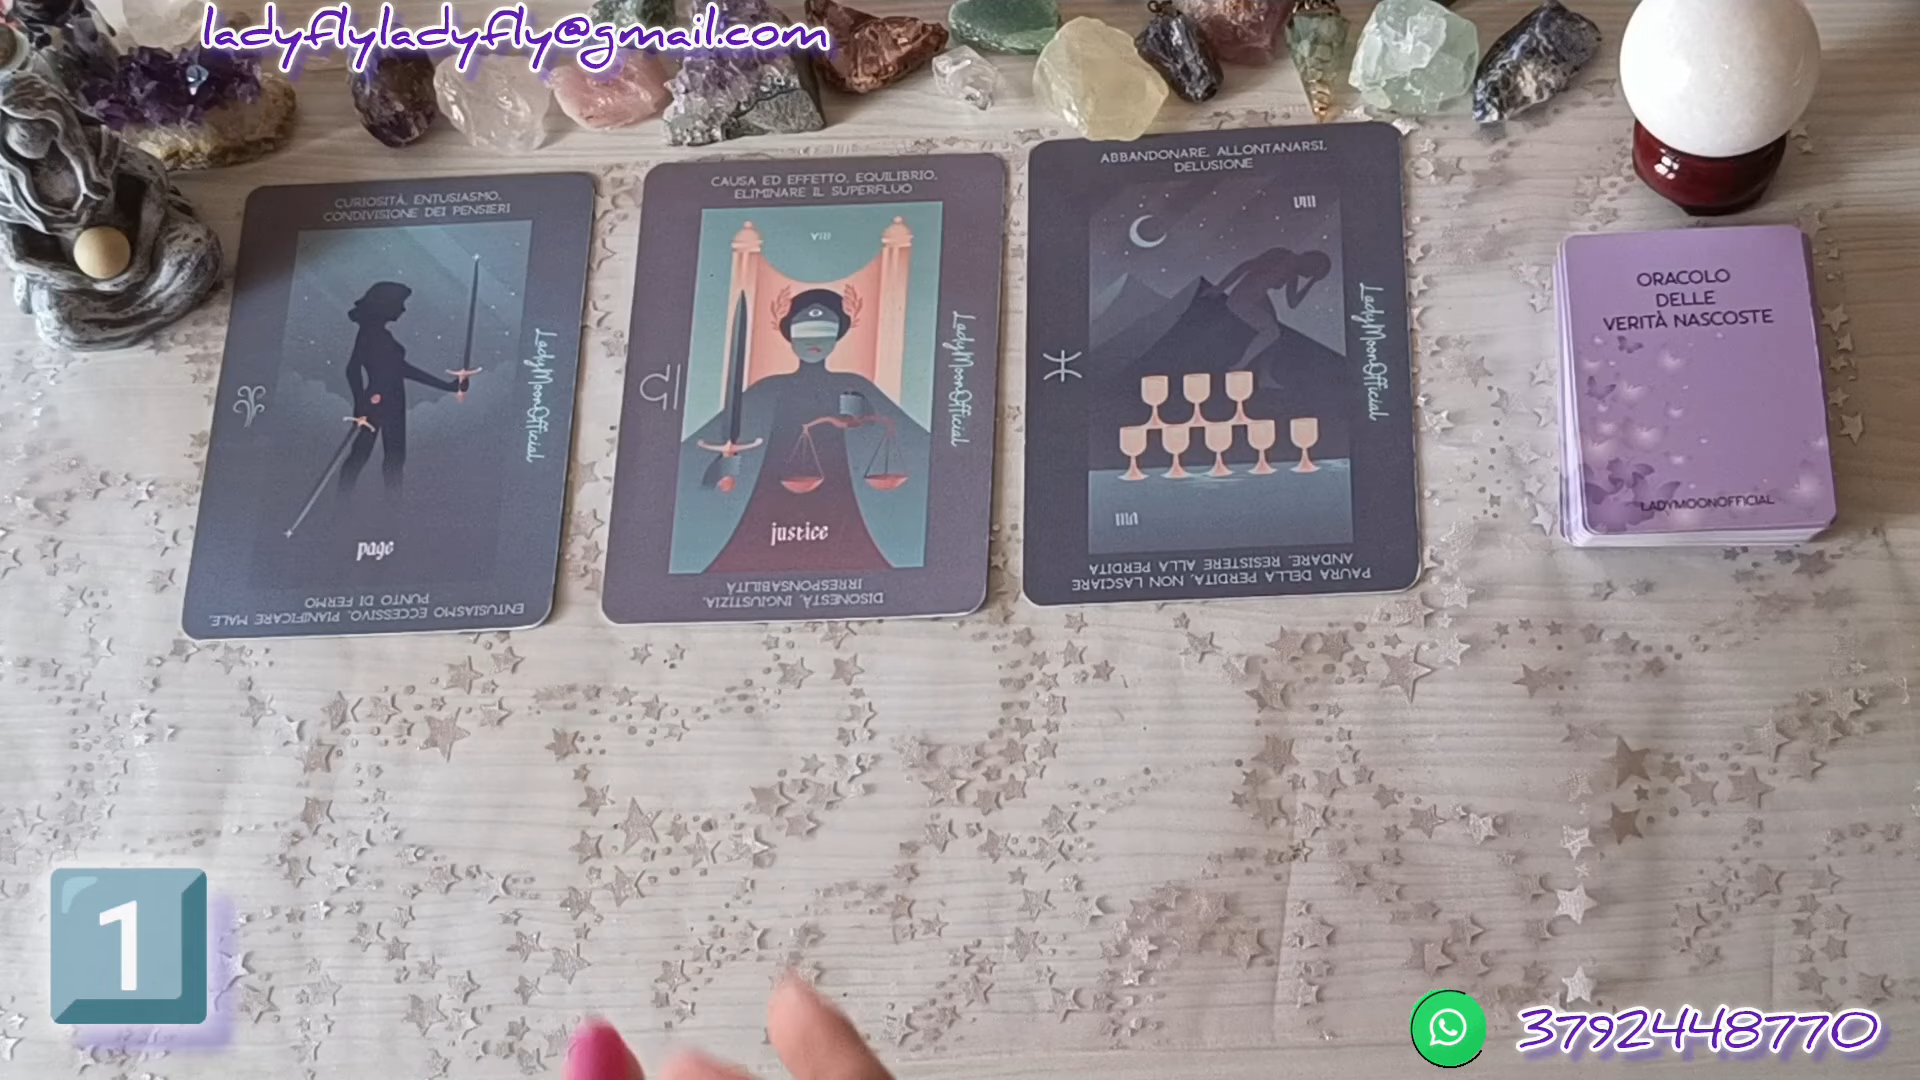 ladyflyladyfly@gmail.com
CURIOSITÀ, ENTUSIASMO,
CONDIVISIONE DEI PENSIERI
LadyMoonOfficial
page
ENTUSIASMO ECCESSIVO, PIANIFICARE MALE,
PUNTO DI FERMO
CAUSA ED EFFETTO, EQUILIBRIO,
ELIMINARE IL SUPERFLUO
VIII
LadyMoonOfficial
justice
DISONESTÀ, INGIUSTIZIA,
IRRESPONSABILITÀ
ABBANDONARE, ALLONTANARSI,
DELUSIONE
VIII
LadyMoonOfficial
VIII
PAURA DELLA PERDITA, NON LASCIARE
ANDARE, RESISTERE ALLA PERDITA
ORACOLO
DELLE
VERITÀ NASCOSTE
LADYMOONOFFICIAL
1
3792448770